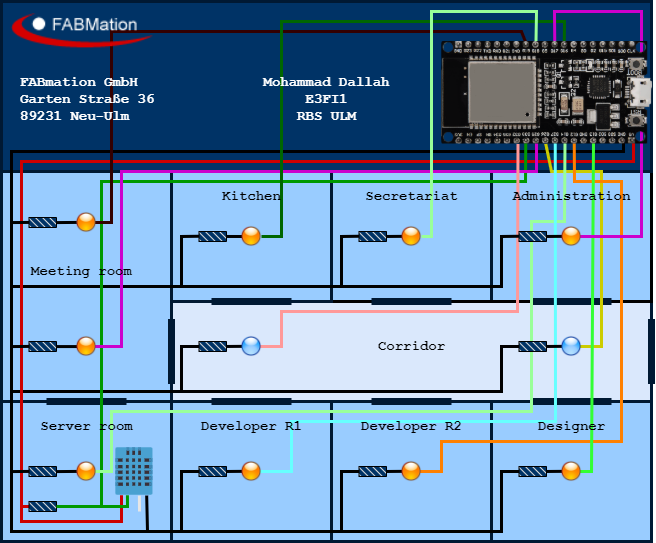 FABMation
FABmation GmbH
Garten Straße 36
89231 Neu-Ulm
Mohammad Dallah
E3FI1
RBS ULM
Kitchen
Secretariat
Administration
Meeting room
Corridor
Server room
Developer R1
Developer R2
Designer